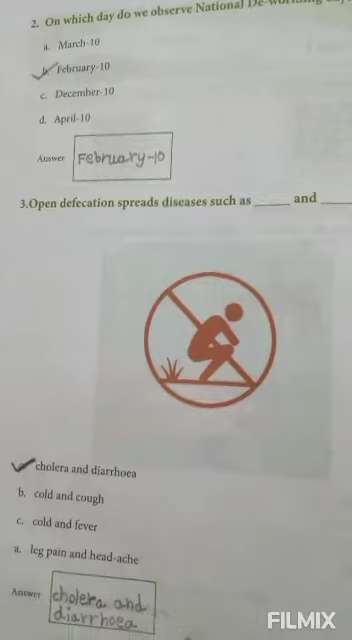 2. On which day do we observe National De-worming
a. March-10
b. February-10
c. December-10
d. April-10
Answer February-10
3.Open defecation spreads diseases such as ______ and ______
cholera and diarrhoea
b. cold and cough
c. cold and fever
a. leg pain and head-ache
Answer cholera and
diarrhoea
FILMIX